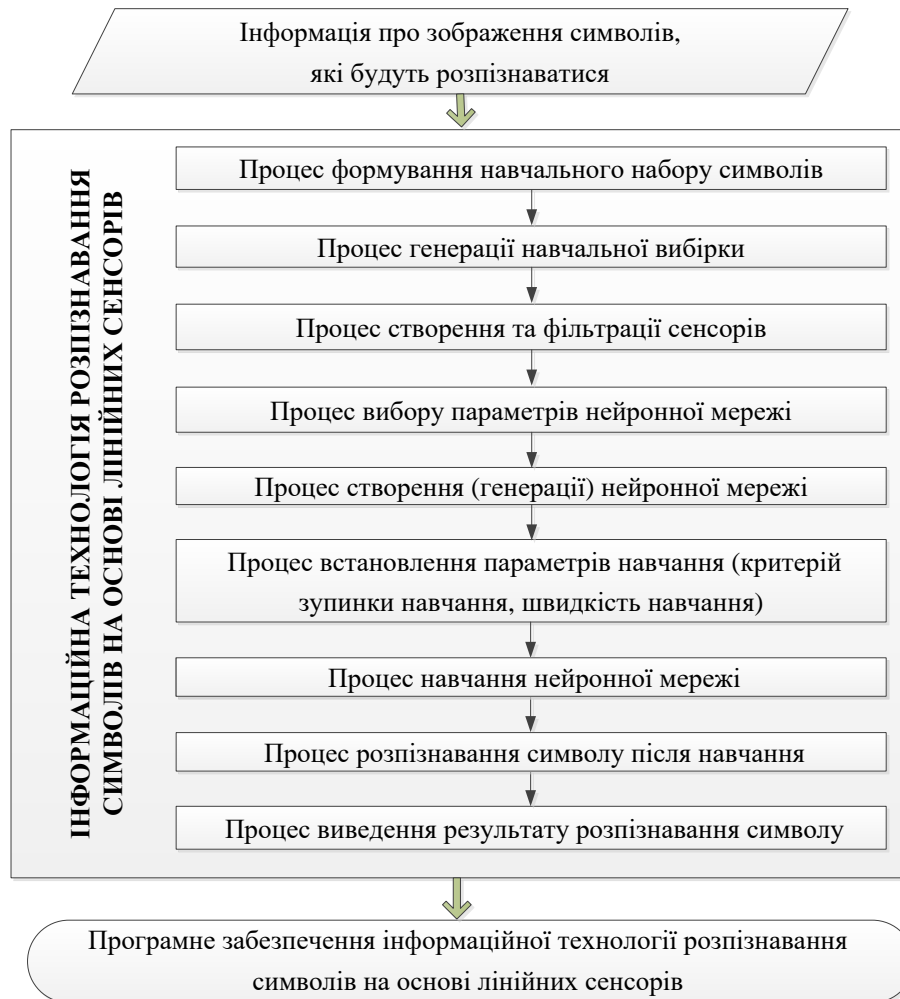 Інформація про зображення символів,
які будуть розпізнаватися
ІНФОРМАЦІЙНА ТЕХНОЛОГІЯ РОЗПІЗНАВАННЯ
СИМВОЛІВ НА ОСНОВІ ЛІНІЙНИХ СЕНСОРІВ
Процес формування навчального набору символів
Процес генерації навчальної вибірки
Процес створення та фільтрації сенсорів
Процес вибору параметрів нейронної мережі
Процес створення (генерації) нейронної мережі
Процес встановлення параметрів навчання (критерій
зупинки навчання, швидкість навчання)
Процес навчання нейронної мережі
Процес розпізнавання символу після навчання
Процес виведення результату розпізнавання символу
Програмне забезпечення інформаційної технології розпізнавання
символів на основі лінійних сенсорів